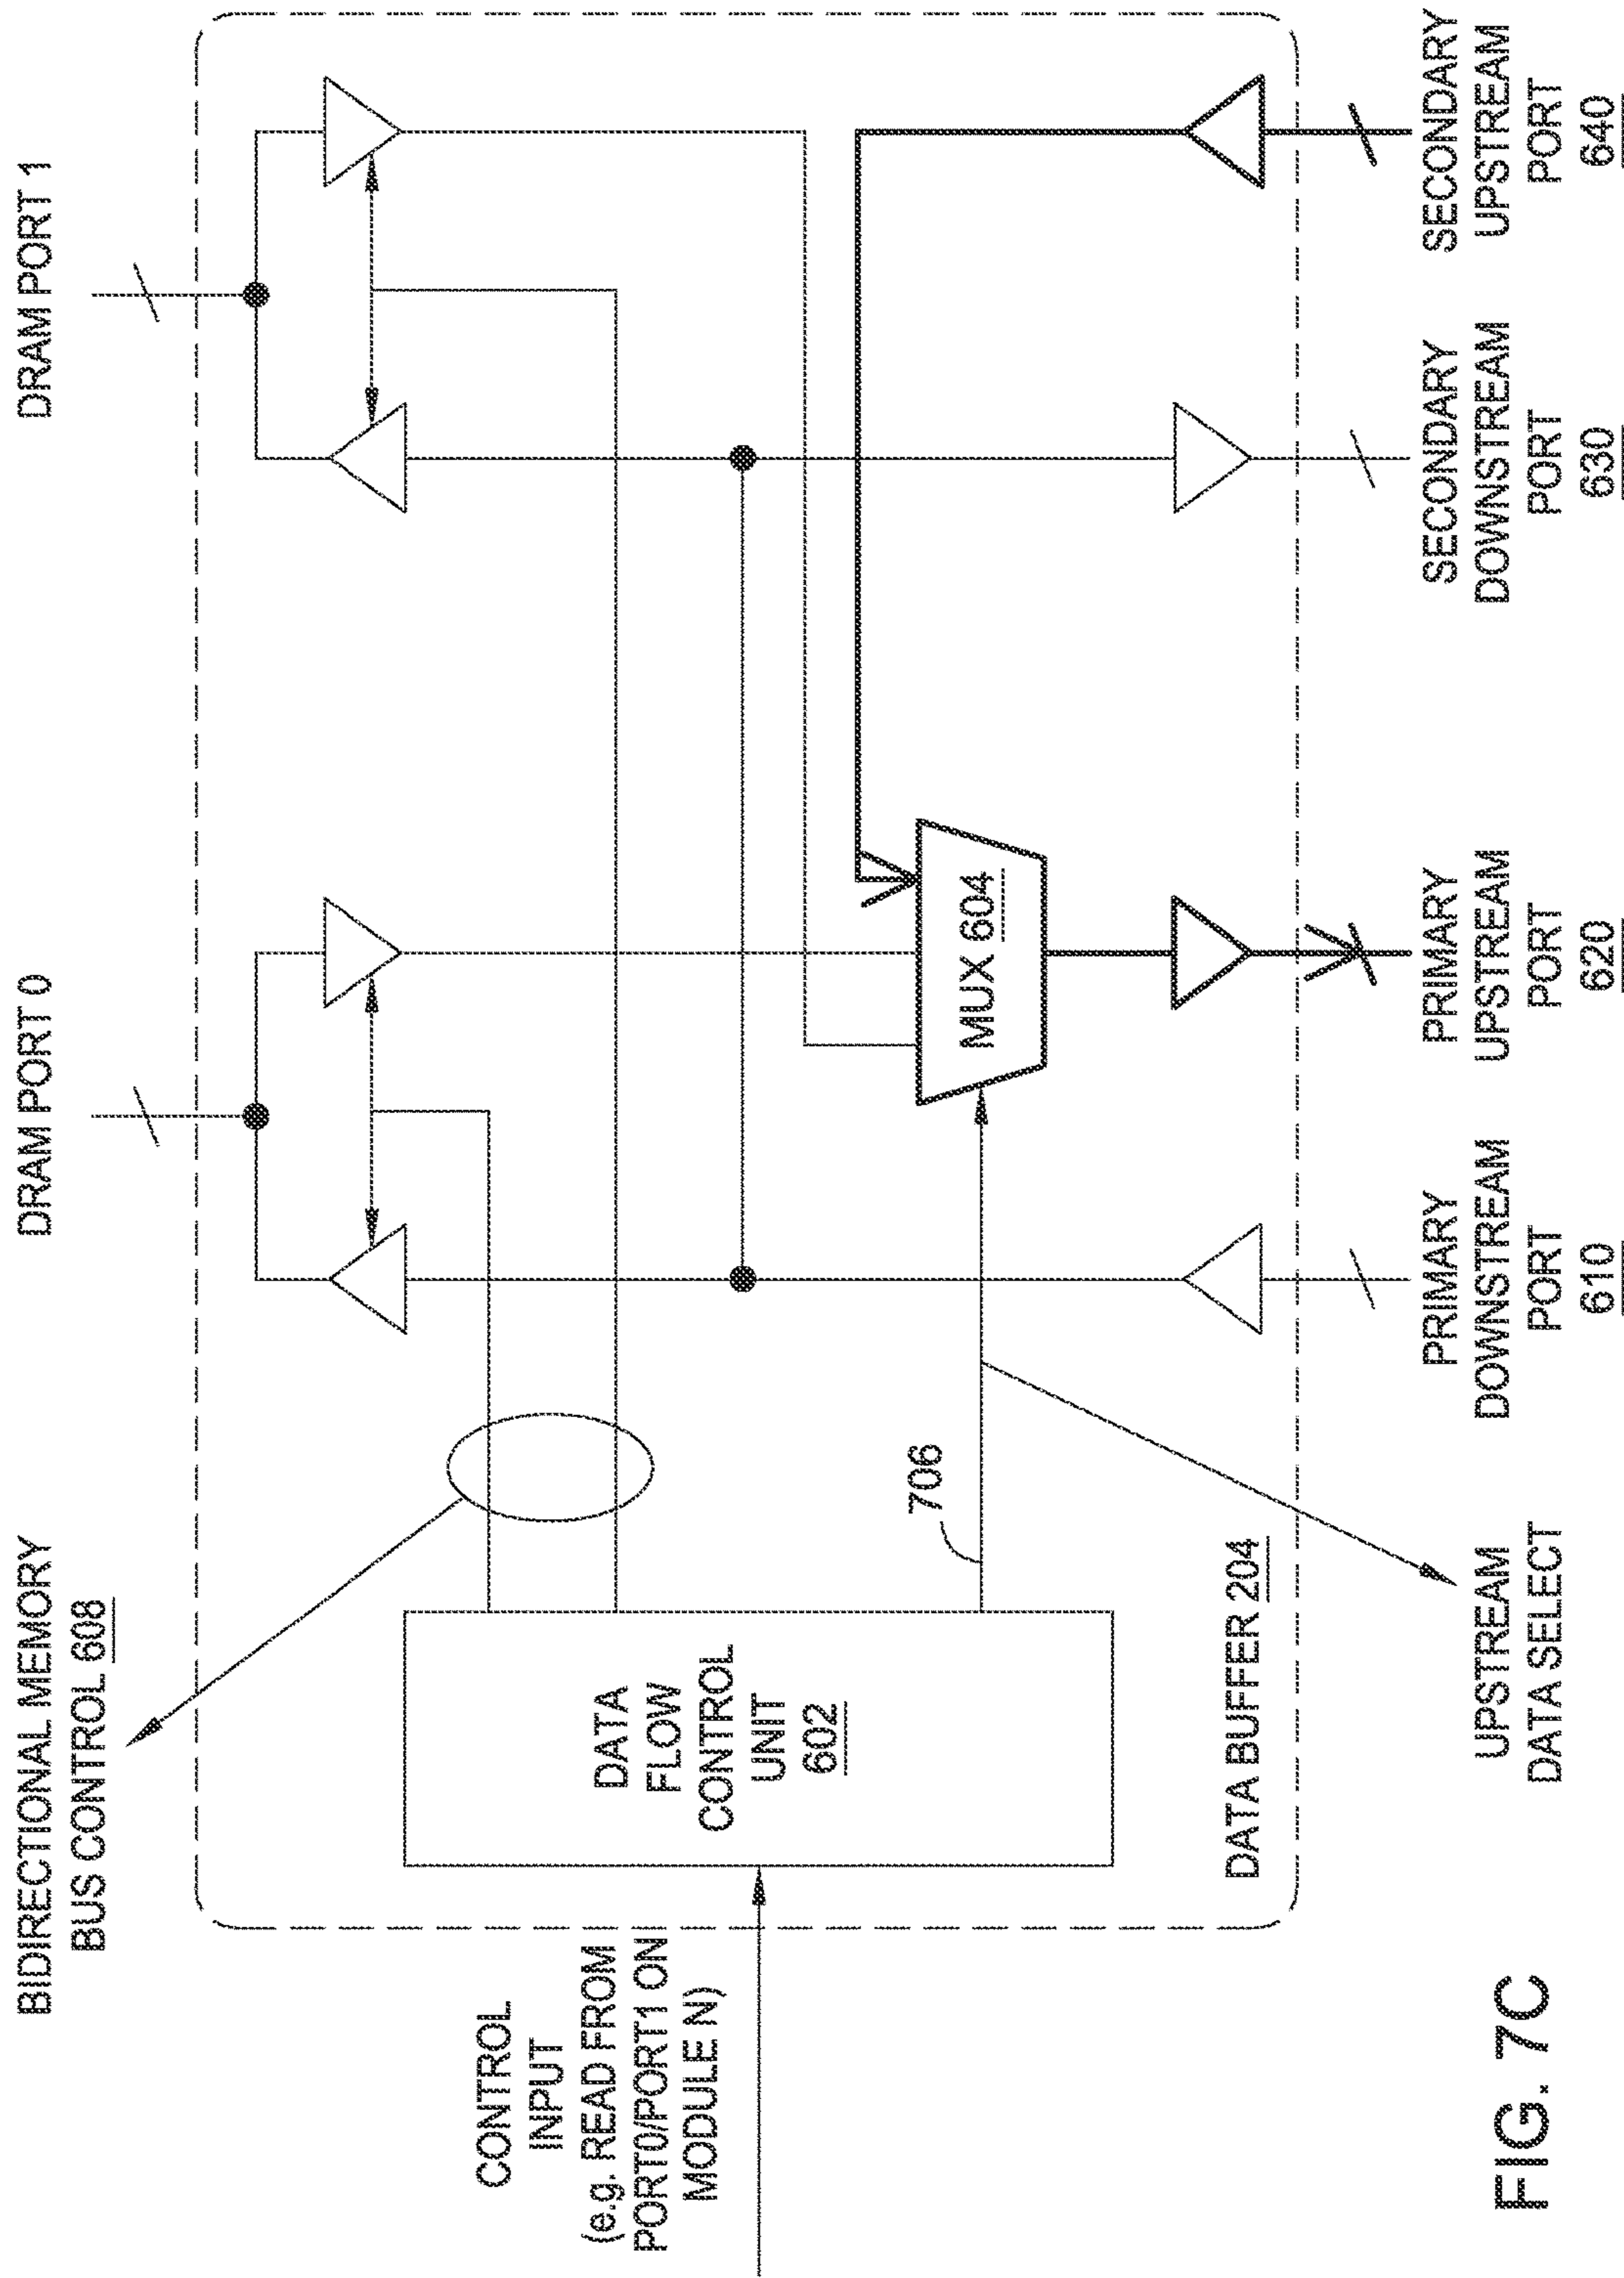 BIDIRECTIONAL MEMORY
BUS CONTROL 608
DRAM PORT 0
DRAM PORT 1
CONTROL
INPUT
(e.g. READ FROM
PORT0/PORT1 ON
MODULE N)
DATA
FLOW
CONTROL
UNIT
602
706
MUX 604
DATA BUFFER 204
UPSTREAM
DATA SELECT
PRIMARY
DOWNSTREAM
PORT
610
PRIMARY
UPSTREAM
PORT
620
SECONDARY
DOWNSTREAM
PORT
630
SECONDARY
UPSTREAM
PORT
640
FIG. 7C